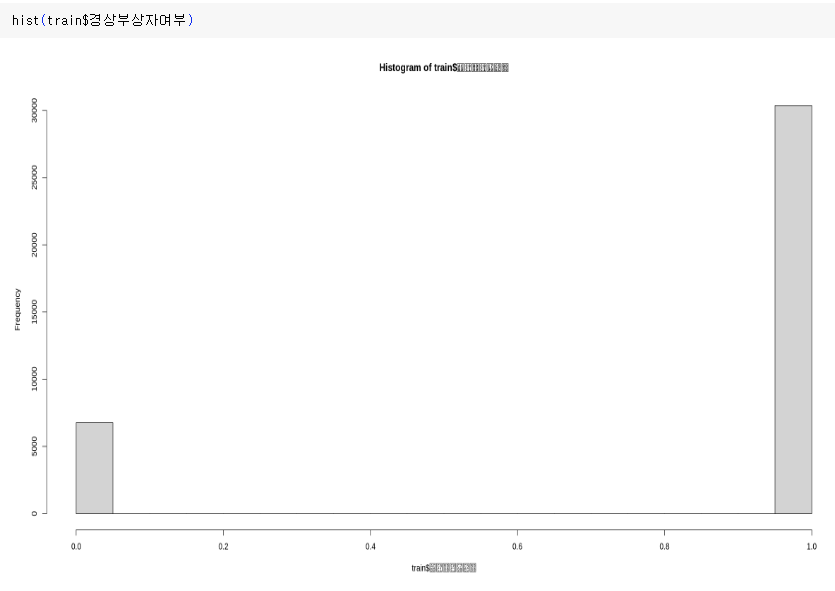 hist(train$경상부상자여부)
Histogram of train$
30000
25000
20000
15000
10000
5000
0
Frequency
0.0 0.2 0.4 0.6 0.8 1.0
train$